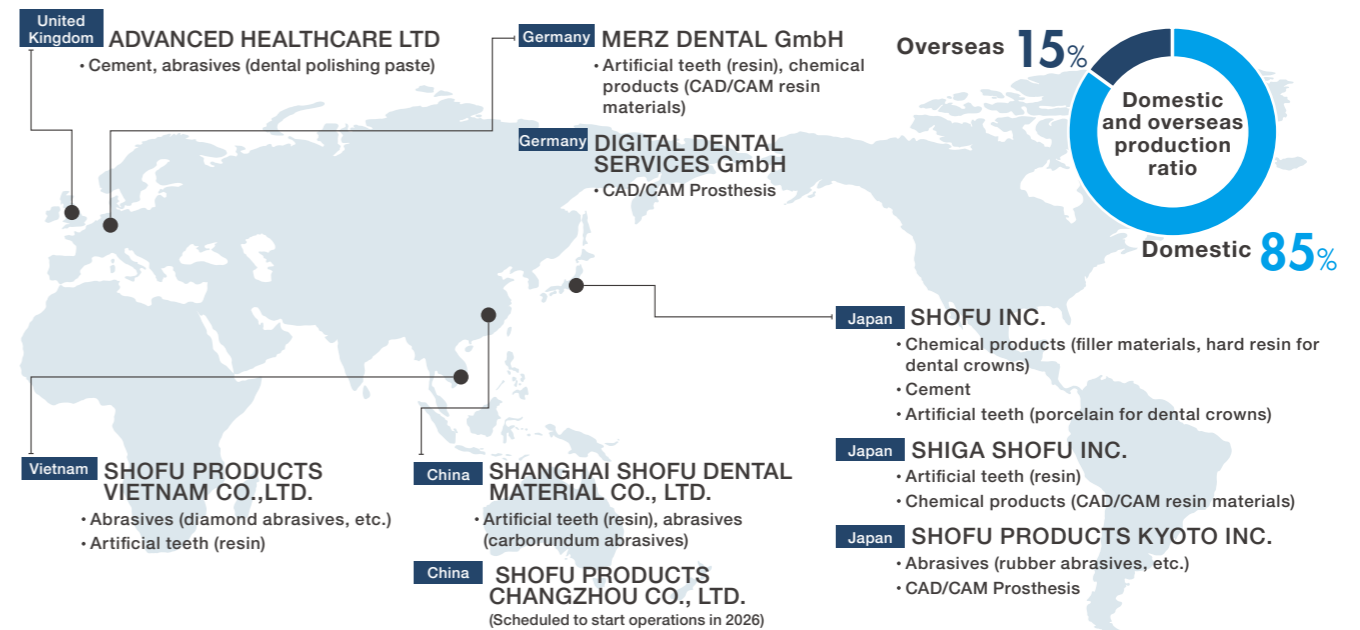 United
Kingdom
ADVANCED HEALTHCARE LTD
・Cement, abrasives (dental polishing paste)
Germany
MERZ DENTAL GmbH
・Artificial teeth (resin), chemical
products (CAD/CAM resin
materials)
Germany
DIGITAL DENTAL
SERVICES GmbH
・CAD/CAM Prosthesis
Overseas 15%
Domestic
and overseas
production
ratio
Domestic 85%
Japan
SHOFU INC.
・Chemical products (filler materials, hard resin for
dental crowns)
・Cement
・Artificial teeth (porcelain for dental crowns)
Japan
SHIGA SHOFU INC.
・Artificial teeth (resin)
・Chemical products (CAD/CAM resin materials)
Japan
SHOFU PRODUCTS KYOTO INC.
・Abrasives (rubber abrasives, etc.)
・CAD/CAM Prosthesis
Vietnam
SHOFU PRODUCTS
VIETNAM CO.,LTD.
・Abrasives (diamond abrasives, etc.)
・Artificial teeth (resin)
China
SHANGHAI SHOFU DENTAL
MATERIAL CO., LTD.
・Artificial teeth (resin), abrasives
(carborundum abrasives)
China
SHOFU PRODUCTS
CHANGZHOU CO., LTD.
(Scheduled to start operations in 2026)